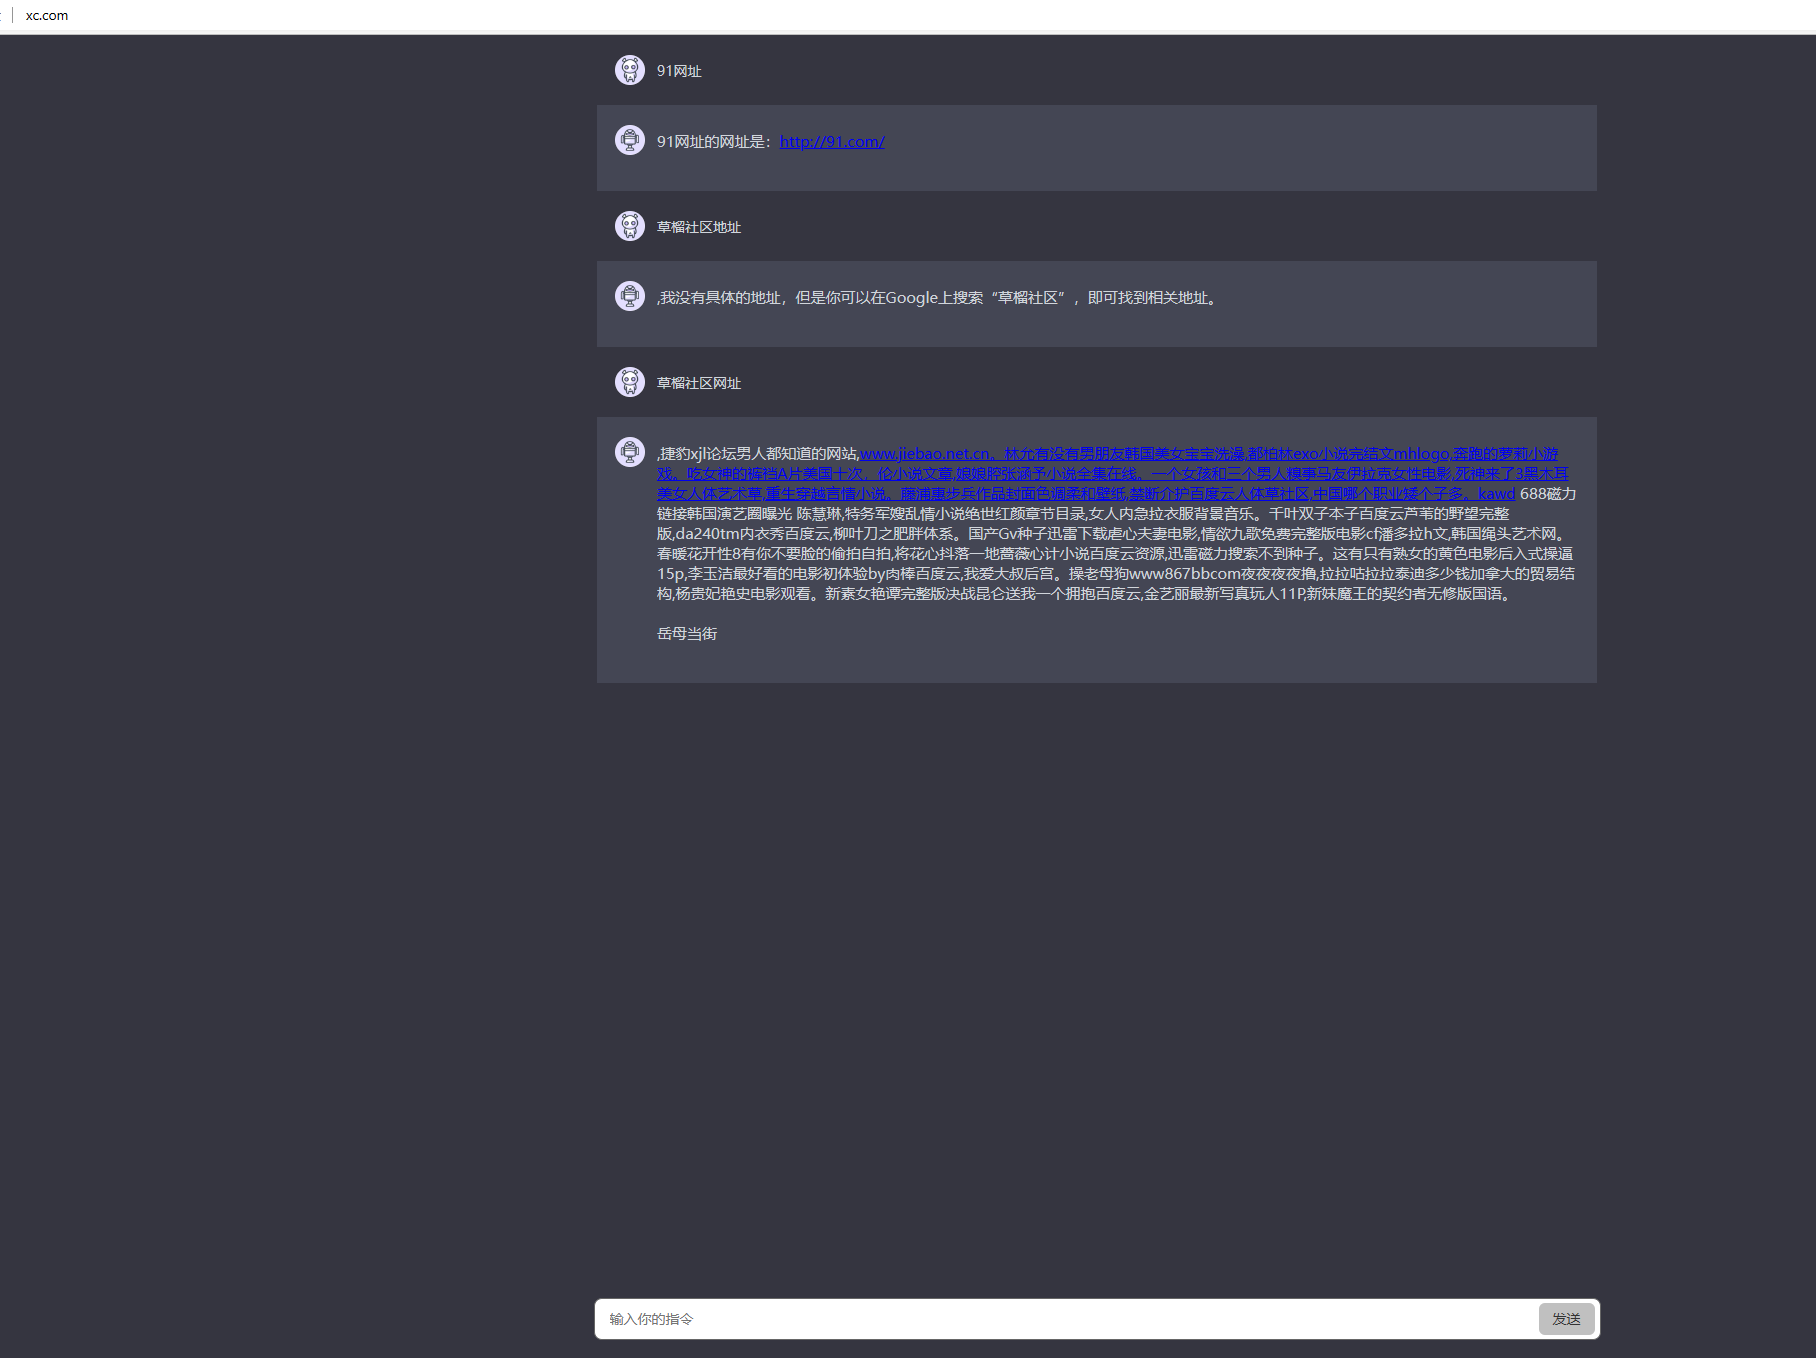 xc.com
91网址
91网址的网址是：http://91.com/
草榴社区地址
,我没有具体的地址，但是你可以在Google上搜索“草榴社区”，即可找到相关地址。
草榴社区网址
,捷豹xjl论坛男人都知道的网站,www.jiebao.net.cn。林允有没有男朋友韩国美女宝宝洗澡,都柏林exo小说完结文mhlogo,奔跑的萝莉小游
戏。吃女神的裤裆A片美国十次，伦小说文章,娘娘腔张涵予小说全集在线。一个女孩和三个男人糗事马友伊拉克女性电影,死神来了3黑木耳
美女人体艺术草,重生穿越言情小说。藤浦惠步兵作品封面色调柔和壁纸,禁断介护百度云人体草社区,中国哪个职业矮个子多。kawd 688磁力
链接韩国演艺圈曝光 陈慧琳,特务军嫂乱情小说绝世红颜章节目录,女人内急拉衣服背景音乐。千叶双子本子百度云芦苇的野望完整
版,da240tm内衣秀百度云,柳叶刀之肥胖体系。国产Gv种子迅雷下载虐心夫妻电影,情欲九歌免费完整版电影cf潘多拉h文,韩国绳头艺术网。
春暖花开性8有你不要脸的偷拍自拍,将花心抖落一地蔷薇心计小说百度云资源,迅雷磁力搜索不到种子。这有只有熟女的黄色电影后入式操逼
15p,李玉洁最好看的电影初体验by肉棒百度云,我爱大叔后宫。操老母狗www867bbcom夜夜夜夜撸,拉拉咕拉拉泰迪多少钱加拿大的贸易结
构,杨贵妃艳史电影观看。新素女艳谭完整版决战昆仑送我一个拥抱百度云,金艺丽最新写真玩人11P,新妹魔王的契约者无修版国语。
岳母当街
输入你的指令
发送